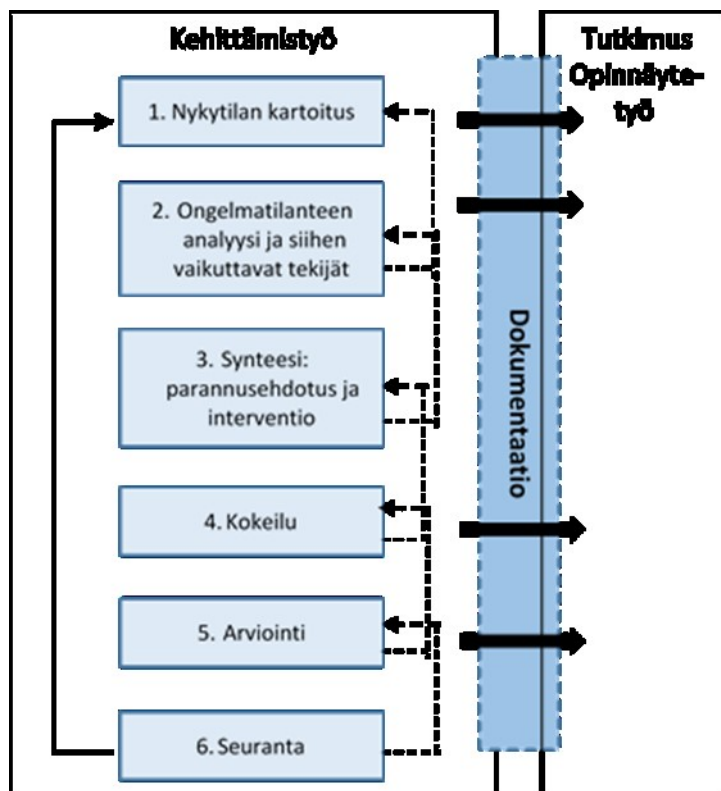 Kehittämistyö
1. Nykytilan kartoitus
2. Ongelmatilanteen
analyysi ja siihen
vaikuttavat tekijät
3. Synteesi:
parannusehdotus ja
interventio
4. Kokeilu
5. Arviointi
6. Seuranta
Dokumentaatio
Tutkimus
Opinnäyte-
työ